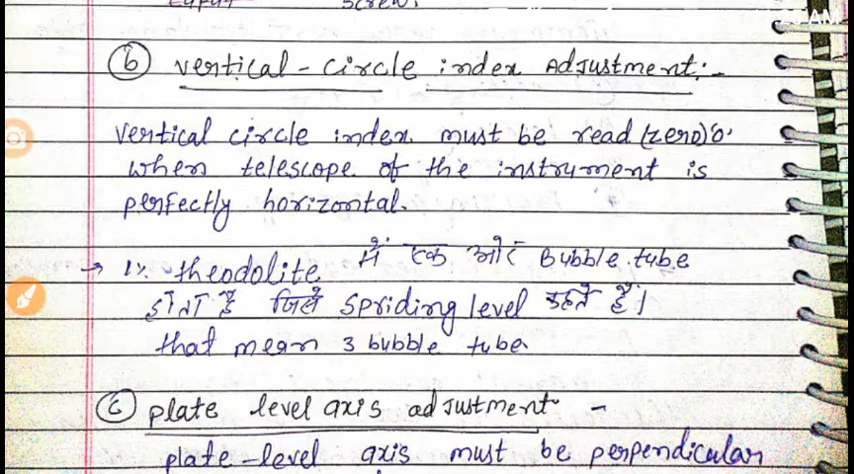 screw.
⑥ vertical - circle index Adjustment :-
vertical circle index must be read (zero) '0'
when telescope of the instrument is
perfectly horizontal.
→ 1%. theodolite में एक और Bubble tube
होता है जिसे spriding level कहते है।
that mean 3 bubble tube
© plate level axis adjustment -
plate-level axis must be perpendicular